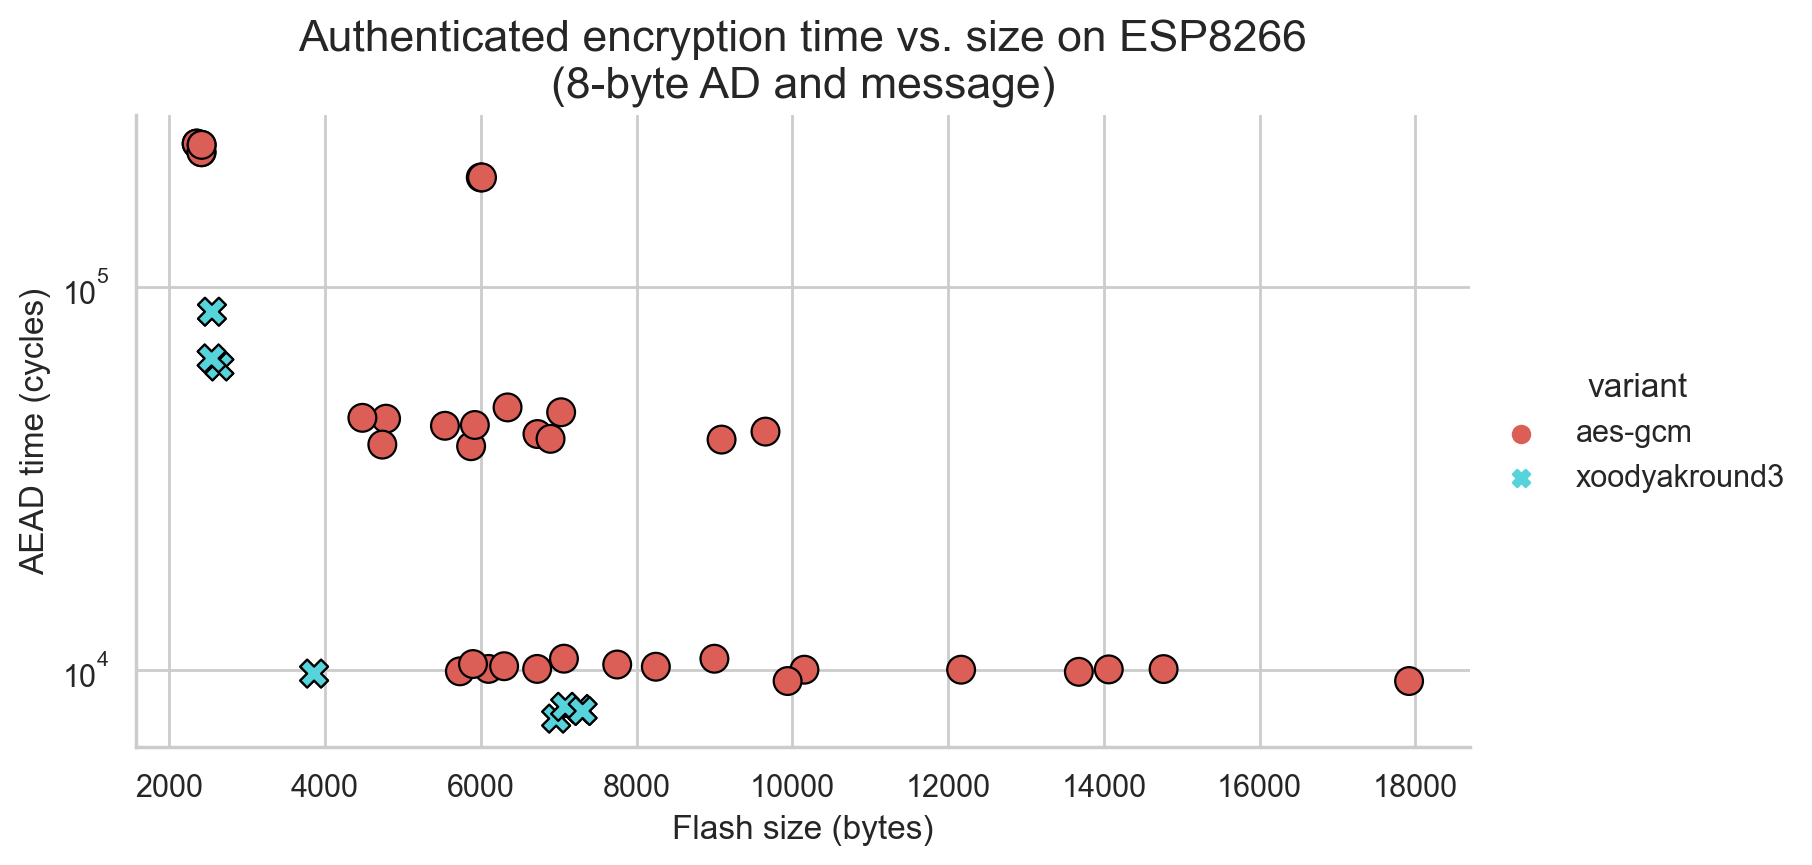 Authenticated encryption time vs. size on ESP8266
(8-byte AD and message)
AEAD time (cycles)
10^5
10^4
2000 4000 6000 8000 10000 12000 14000 16000 18000
Flash size (bytes)
variant
aes-gcm
xoodyakround3